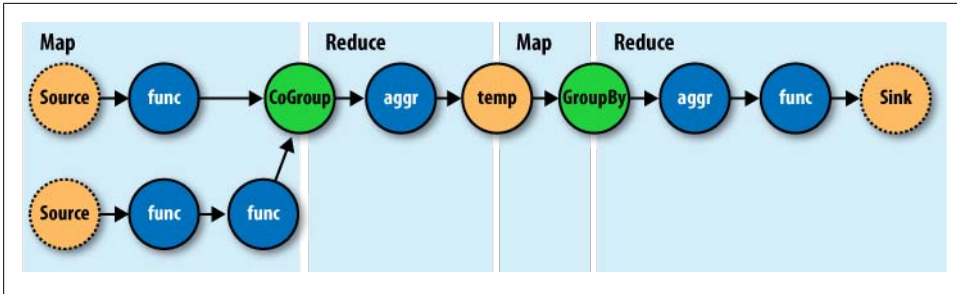 Map Reduce Map Reduce
Source func CoGroup aggr temp GroupBy aggr func Sink
Source func func